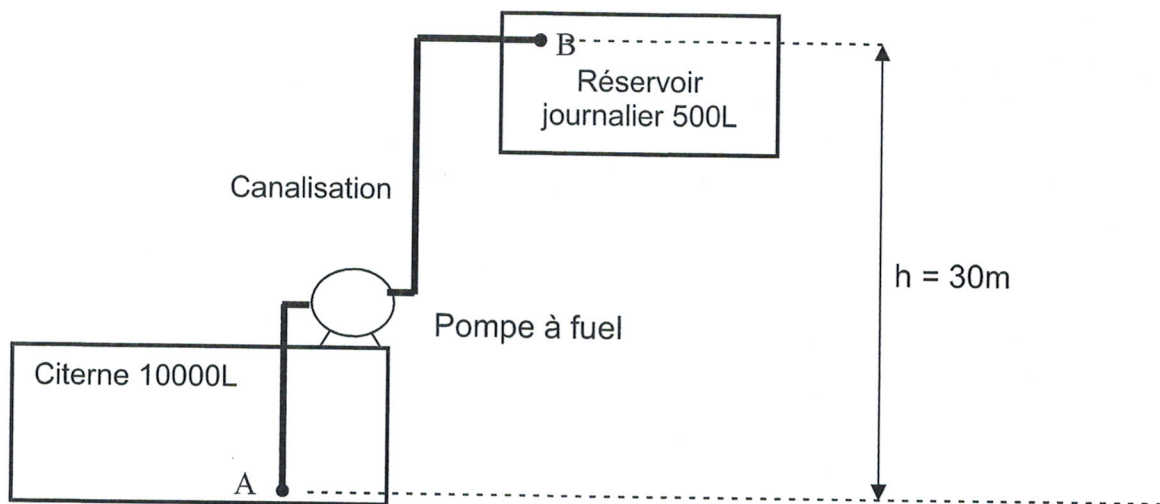 B
Réservoir
journalier 500L
Canalisation
h = 30m
Pompe à fuel
Citerne 10000L
A